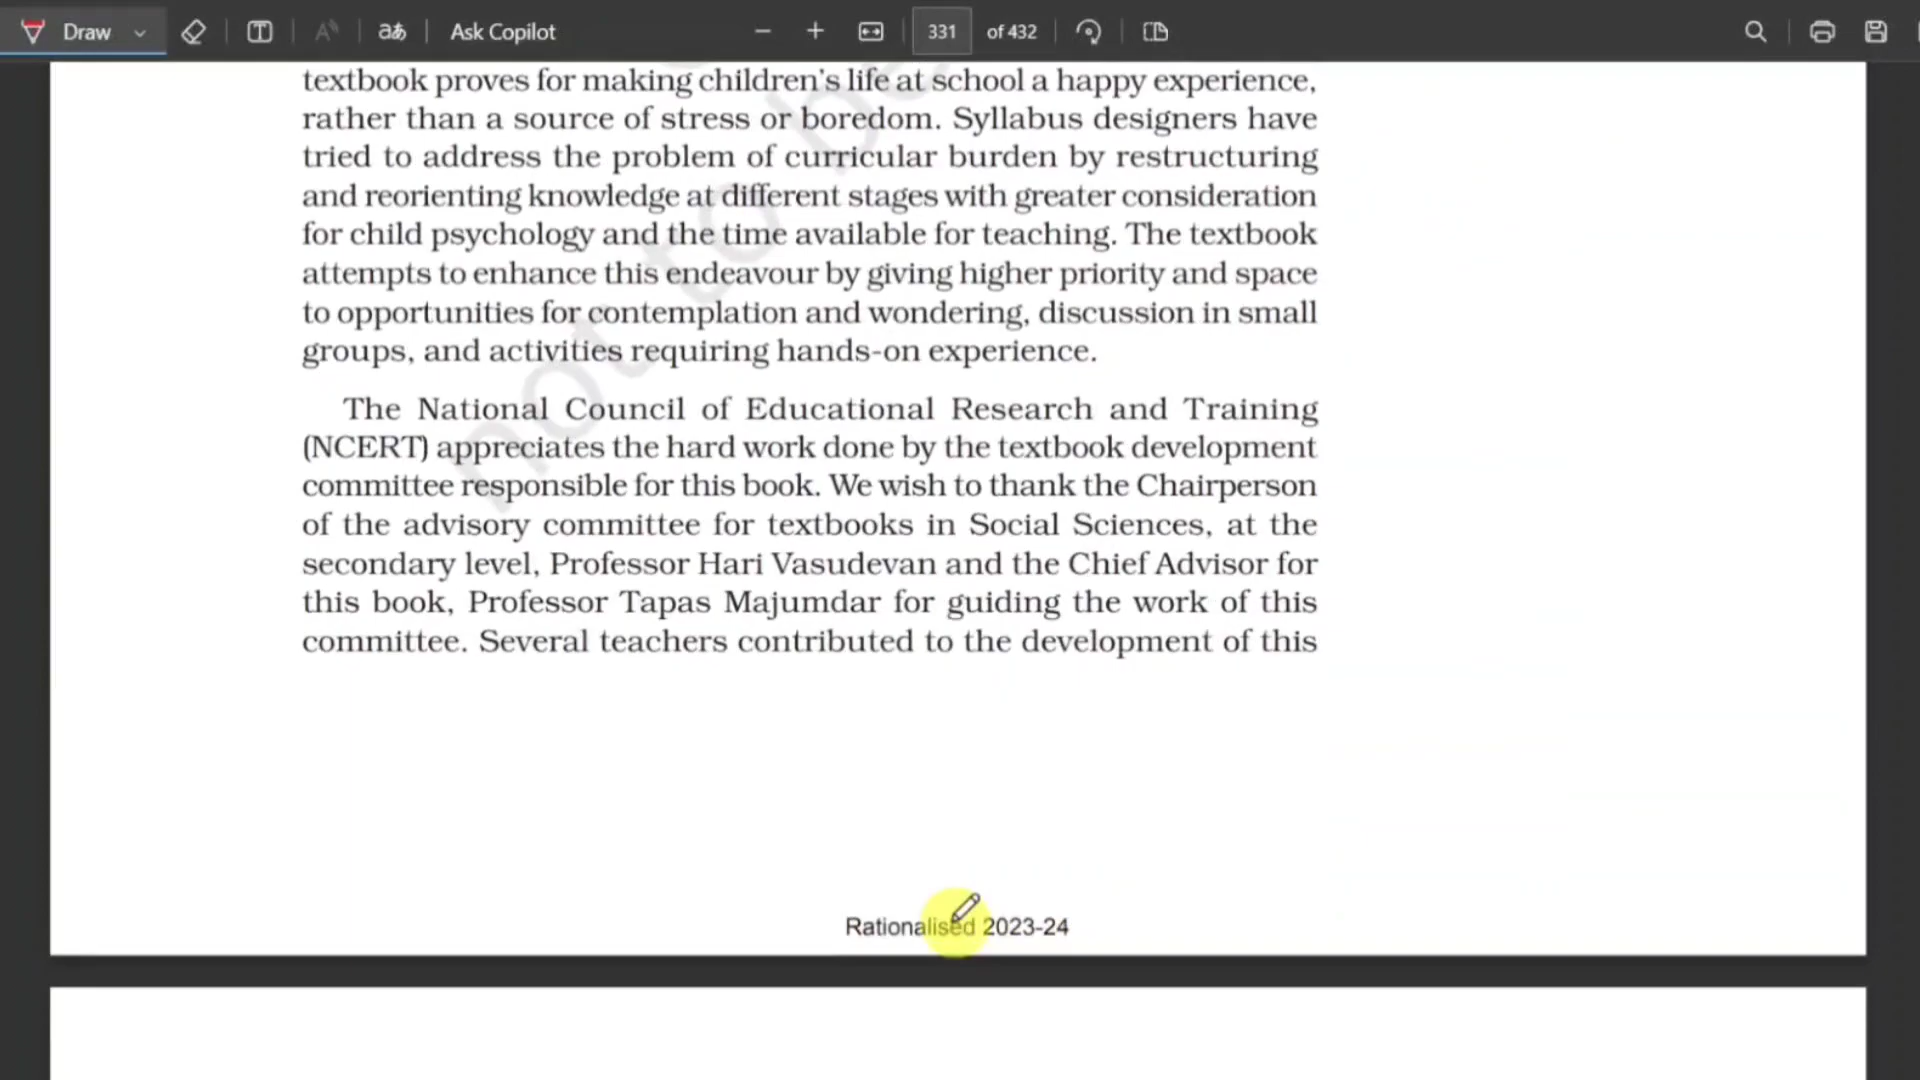 Draw
Ask Copilot
331 of 432
textbook proves for making children's life at school a happy experience,
rather than a source of stress or boredom. Syllabus designers have
tried to address the problem of curricular burden by restructuring
and reorienting knowledge at different stages with greater consideration
for child psychology and the time available for teaching. The textbook
attempts to enhance this endeavour by giving higher priority and space
to opportunities for contemplation and wondering, discussion in small
groups, and activities requiring hands-on experience.
The National Council of Educational Research and Training
(NCERT) appreciates the hard work done by the textbook development
committee responsible for this book. We wish to thank the Chairperson
of the advisory committee for textbooks in Social Sciences, at the
secondary level, Professor Hari Vasudevan and the Chief Advisor for
this book, Professor Tapas Majumdar for guiding the work of this
committee. Several teachers contributed to the development of this
not to be
Rationalised 2023-24